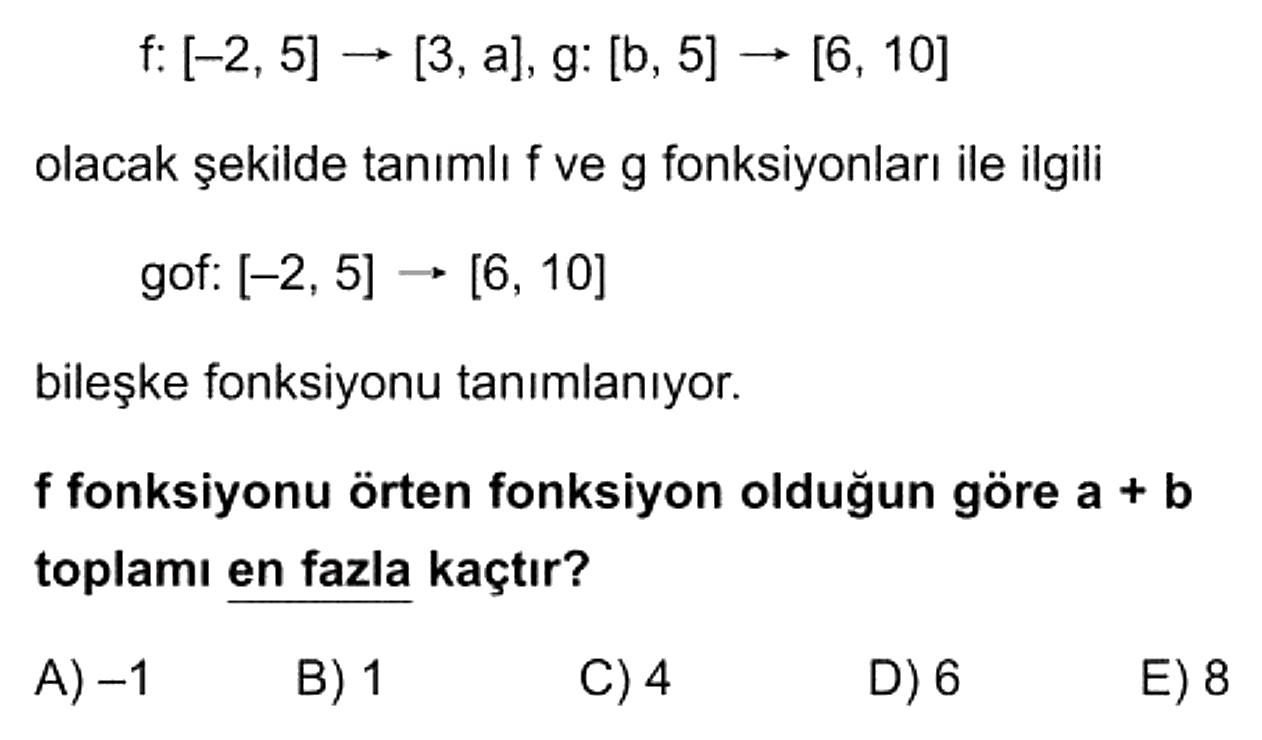 f: [–2, 5] → [3, a], g: [b, 5] → [6, 10]
olacak şekilde tanımlı f ve g fonksiyonları ile ilgili
gof: [–2, 5] → [6, 10]
bileşke fonksiyonu tanımlanıyor.
f fonksiyonu örten fonksiyon olduğun göre a + b
toplamı en fazla kaçtır?
A) –1 B) 1 C) 4 D) 6 E) 8